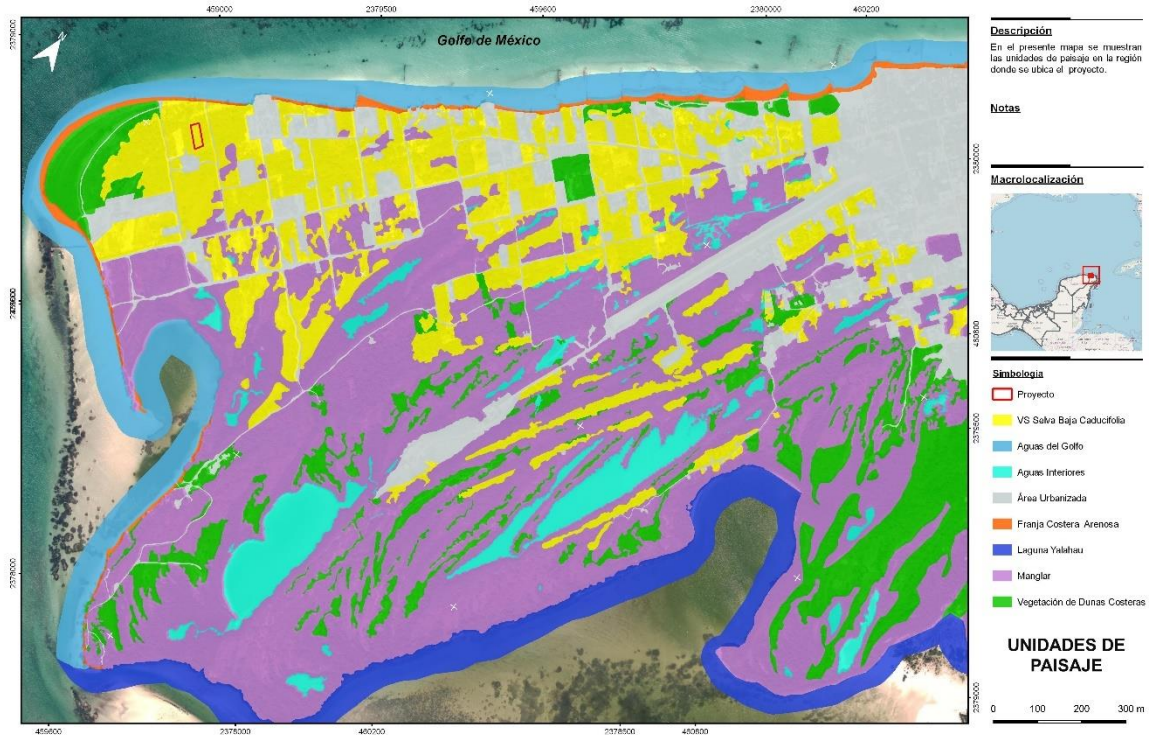 459000
2379500
459600
2380000
460200
2379000
Golfo de México
N
2380000
460800
2379500
2379000
2378000
459600
2378000
460200
2378500
460800
Descripción
En el presente mapa se muestran
las unidades de paisaje en la región
donde se ubica el proyecto.
Notas
Macrolocalización
Simbología
Proyecto
VS Selva Baja Caducifolia
Aguas del Golfo
Aguas Interiores
Área Urbanizada
Franja Costera Arenosa
Laguna Yalahau
Manglar
Vegetación de Dunas Costeras
UNIDADES DE
PAISAJE
0 100 200 300 m